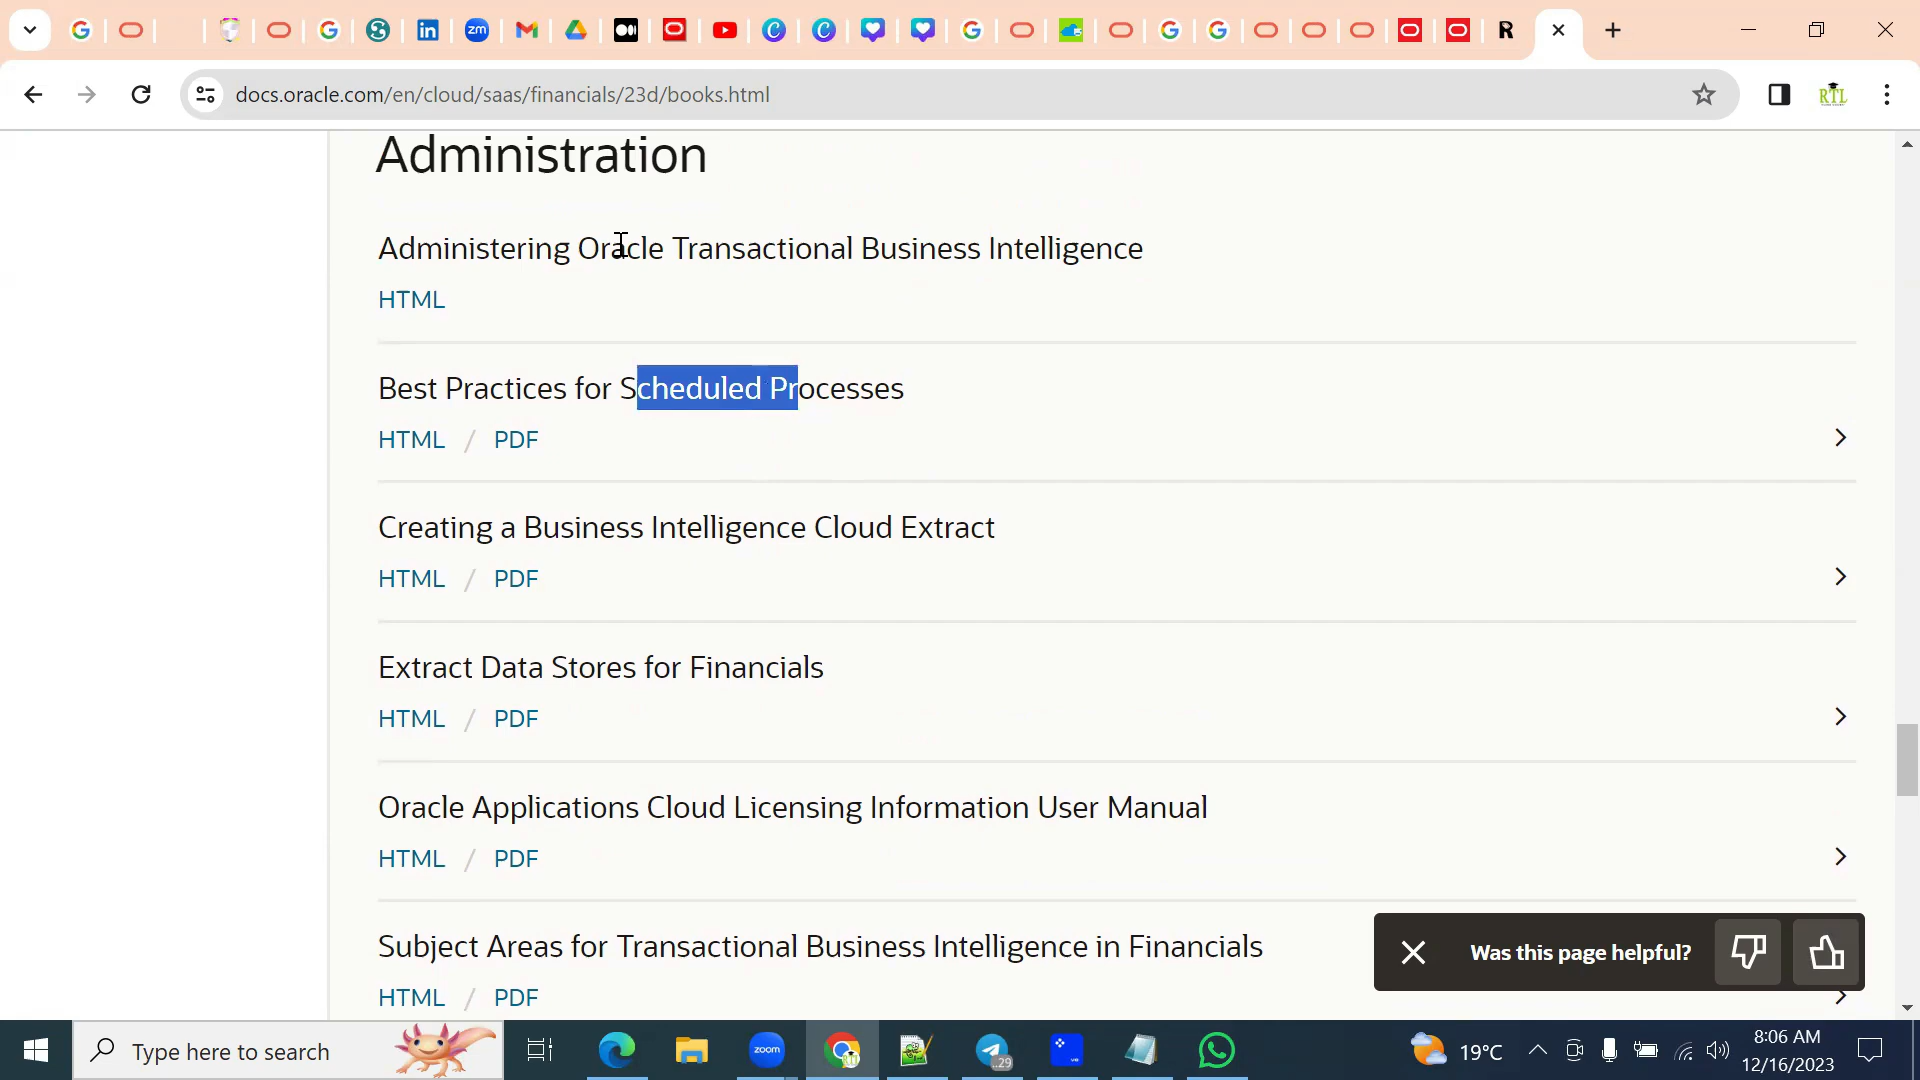 docs.oracle.com/en/cloud/saas/financials/23d/books.html
RTL
Administration
Administering Oracle Transactional Business Intelligence
HTML
Best Practices for Scheduled Processes
HTML / PDF
Creating a Business Intelligence Cloud Extract
HTML / PDF
Extract Data Stores for Financials
HTML / PDF
Oracle Applications Cloud Licensing Information User Manual
HTML / PDF
Subject Areas for Transactional Business Intelligence in Financials
HTML / PDF
Was this page helpful?
Type here to search
zoom
19°C
8:06 AM
12/16/2023